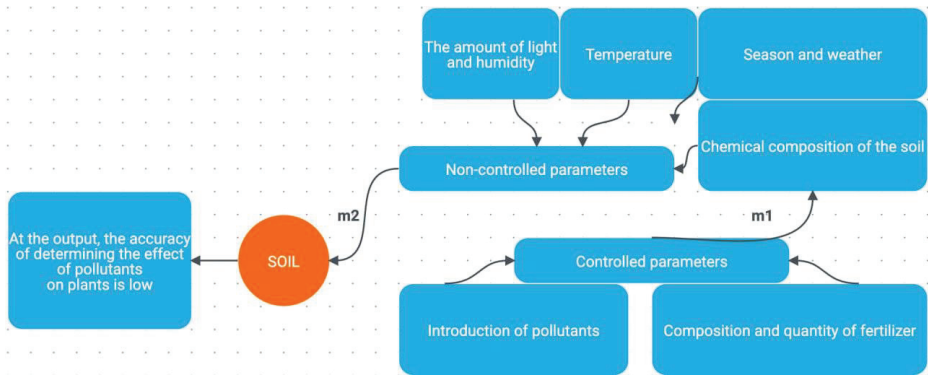 The amount of light
and humidity
Temperature
Season and weather
Chemical composition of the soil
Non-controlled parameters
m2
m1
At the output, the accuracy
of determining the effect
of pollutants
on plants is low
SOIL
Controlled parameters
Introduction of pollutants
Composition and quantity of fertilizer